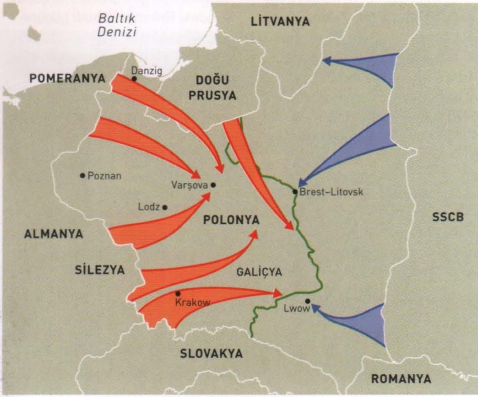 Baltık
Denizi
LİTVANYA
POMERANYA
Danzig
DOĞU
PRUSYA
Poznan
Varşova
Brest–Litovsk
Lodz
POLONYA
SSCB
ALMANYA
SİLEZYA
GALİÇYA
Krakow
Lwow
SLOVAKYA
ROMANYA